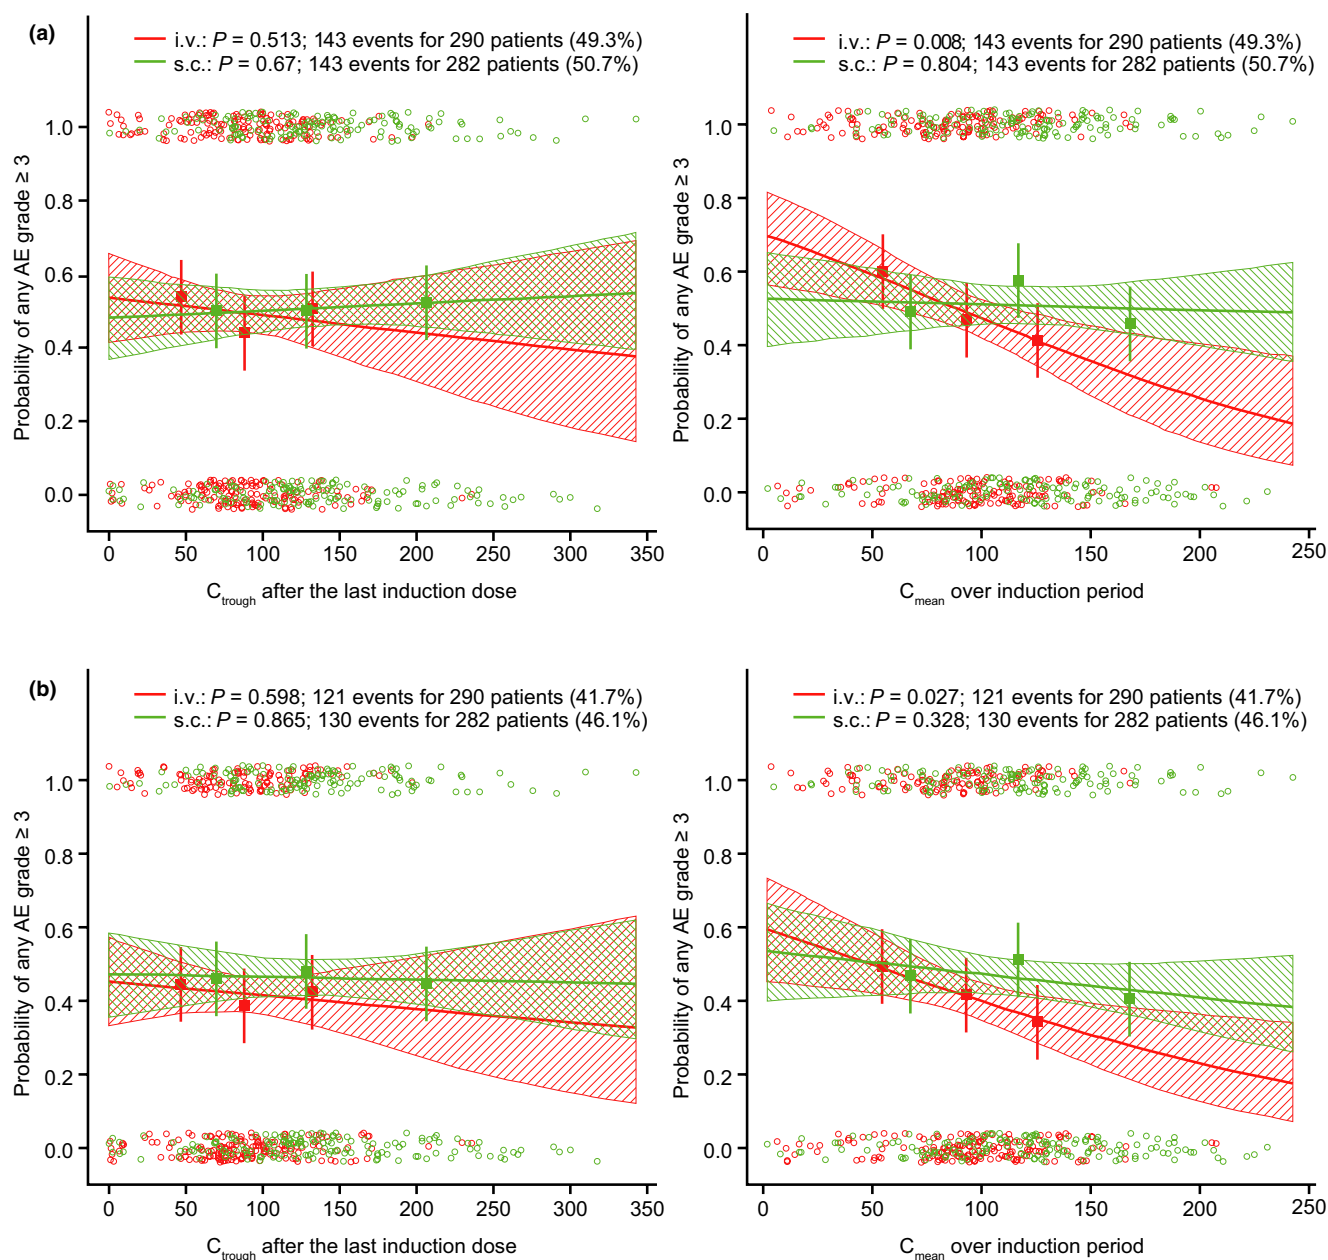 (a)
i.v.: P = 0.513; 143 events for 290 patients (49.3%)
s.c.: P = 0.67; 143 events for 282 patients (50.7%)
Probability of any AE grade ≥ 3
1.0
0.8
0.6
0.4
0.2
0.0
0 50 100 150 200 250 300 350
Ctrough after the last induction dose
i.v.: P = 0.008; 143 events for 290 patients (49.3%)
s.c.: P = 0.804; 143 events for 282 patients (50.7%)
Probability of any AE grade ≥ 3
1.0
0.8
0.6
0.4
0.2
0.0
0 50 100 150 200 250
Cmean over induction period
(b)
i.v.: P = 0.598; 121 events for 290 patients (41.7%)
s.c.: P = 0.865; 130 events for 282 patients (46.1%)
Probability of any AE grade ≥ 3
1.0
0.8
0.6
0.4
0.2
0.0
0 50 100 150 200 250 300 350
Ctrough after the last induction dose
i.v.: P = 0.027; 121 events for 290 patients (41.7%)
s.c.: P = 0.328; 130 events for 282 patients (46.1%)
Probability of any AE grade ≥ 3
1.0
0.8
0.6
0.4
0.2
0.0
0 50 100 150 200 250
Cmean over induction period